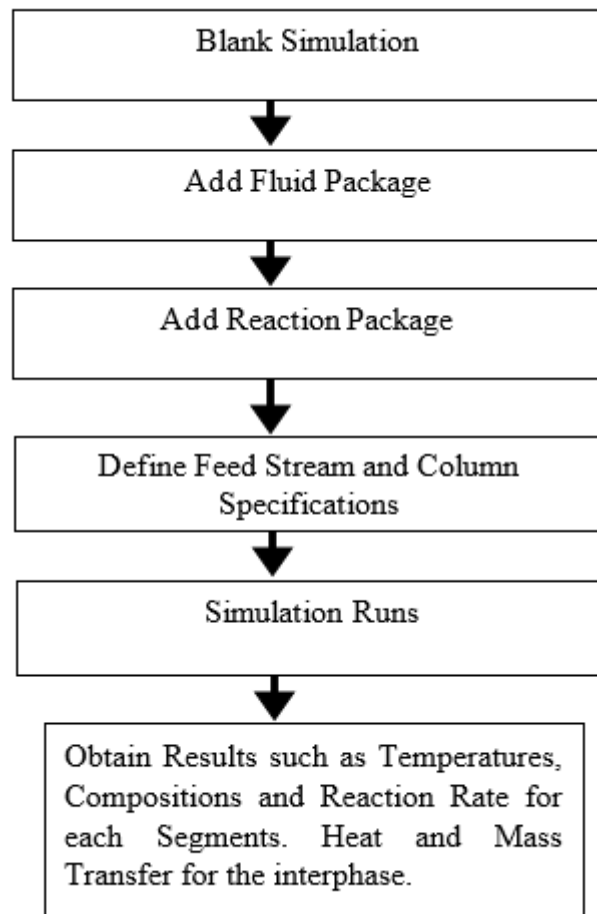 Blank Simulation
Add Fluid Package
Add Reaction Package
Define Feed Stream and Column
Specifications
Simulation Runs
Obtain Results such as Temperatures,
Compositions and Reaction Rate for
each Segments. Heat and Mass
Transfer for the interphase.